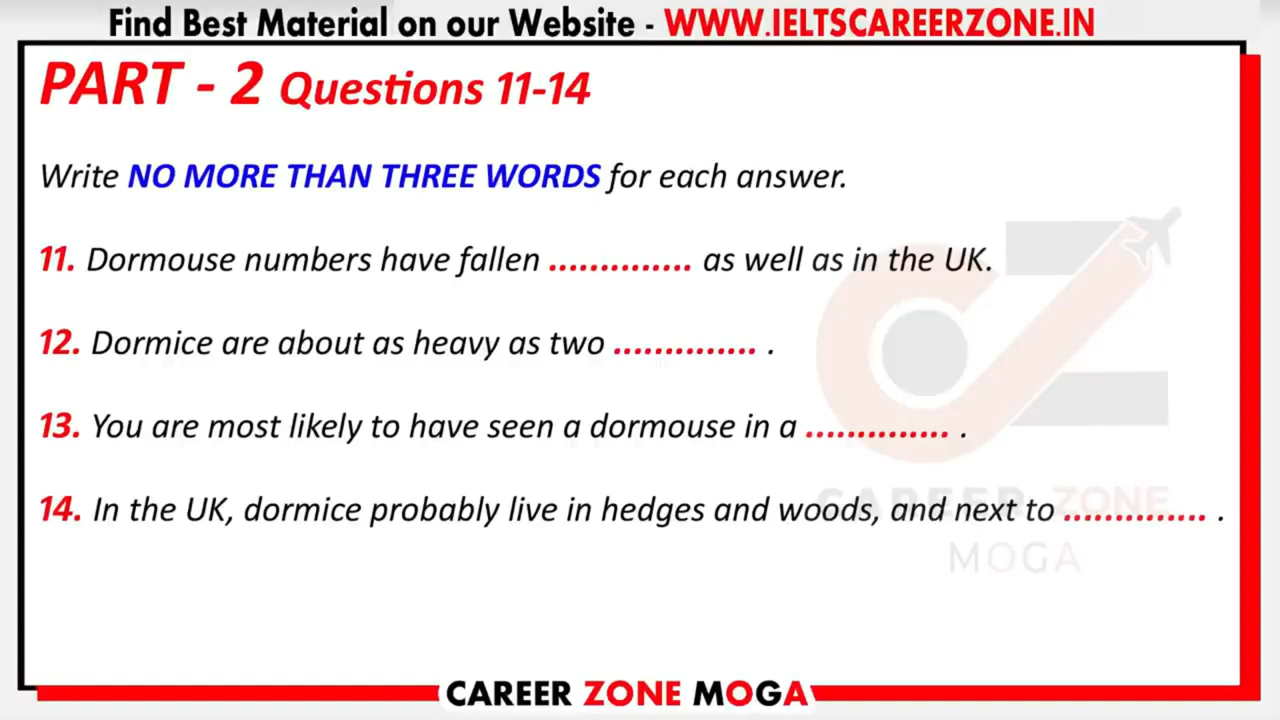 Find Best Material on our Website - WWW.IELTSCAREERZONE.IN
PART - 2 Questions 11-14
Write NO MORE THAN THREE WORDS for each answer.
11. Dormouse numbers have fallen .............. as well as in the UK.
12. Dormice are about as heavy as two .............. .
13. You are most likely to have seen a dormouse in a .............. .
14. In the UK, dormice probably live in hedges and woods, and next to .............. .
CAREER ZONE
MOGA
CAREER ZONE MOGA